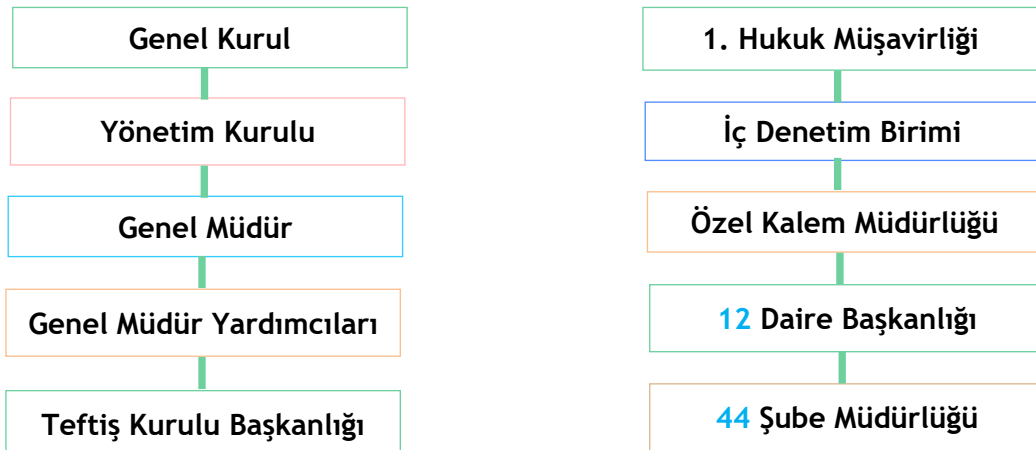 Genel Kurul
Yönetim Kurulu
Genel Müdür
Genel Müdür Yardımcıları
Teftiş Kurulu Başkanlığı
1. Hukuk Müşavirliği
İç Denetim Birimi
Özel Kalem Müdürlüğü
12 Daire Başkanlığı
44 Şube Müdürlüğü